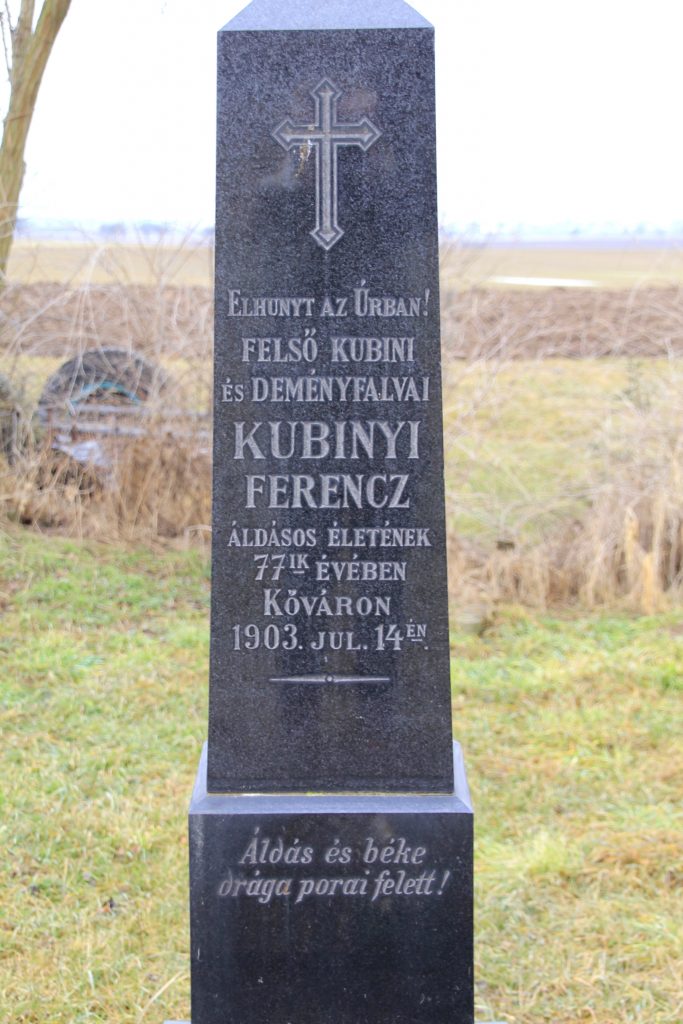 Elhunyt az Úrban!
FELSŐ KUBINI
és DEMÉNYFALVAI
KUBINYI
FERENCZ
ÁLDÁSOS ÉLETÉNEK
77IK ÉVÉBEN
KŐVÁRON
1903. JUL. 14ÉN.
Áldás és béke
drága porai felett!